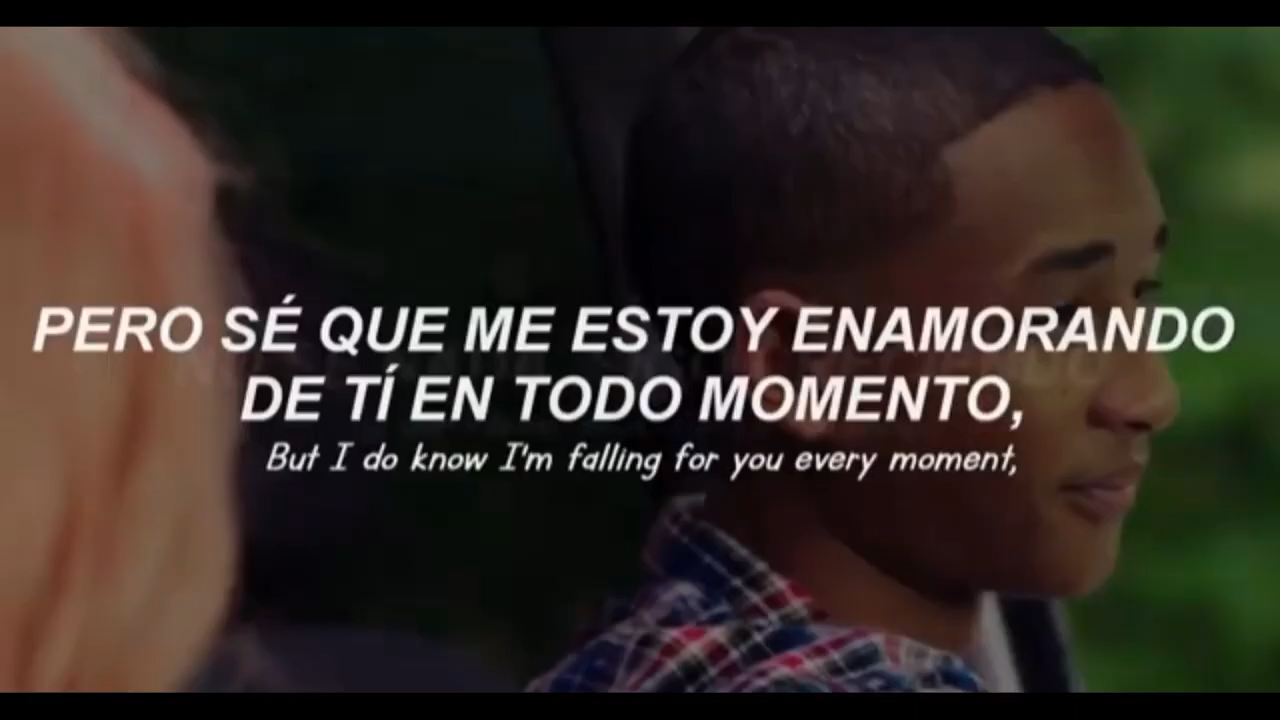 PERO SÉ QUE ME ESTOY ENAMORANDO
DE TÍ EN TODO MOMENTO,
But I do know I'm falling for you every moment,